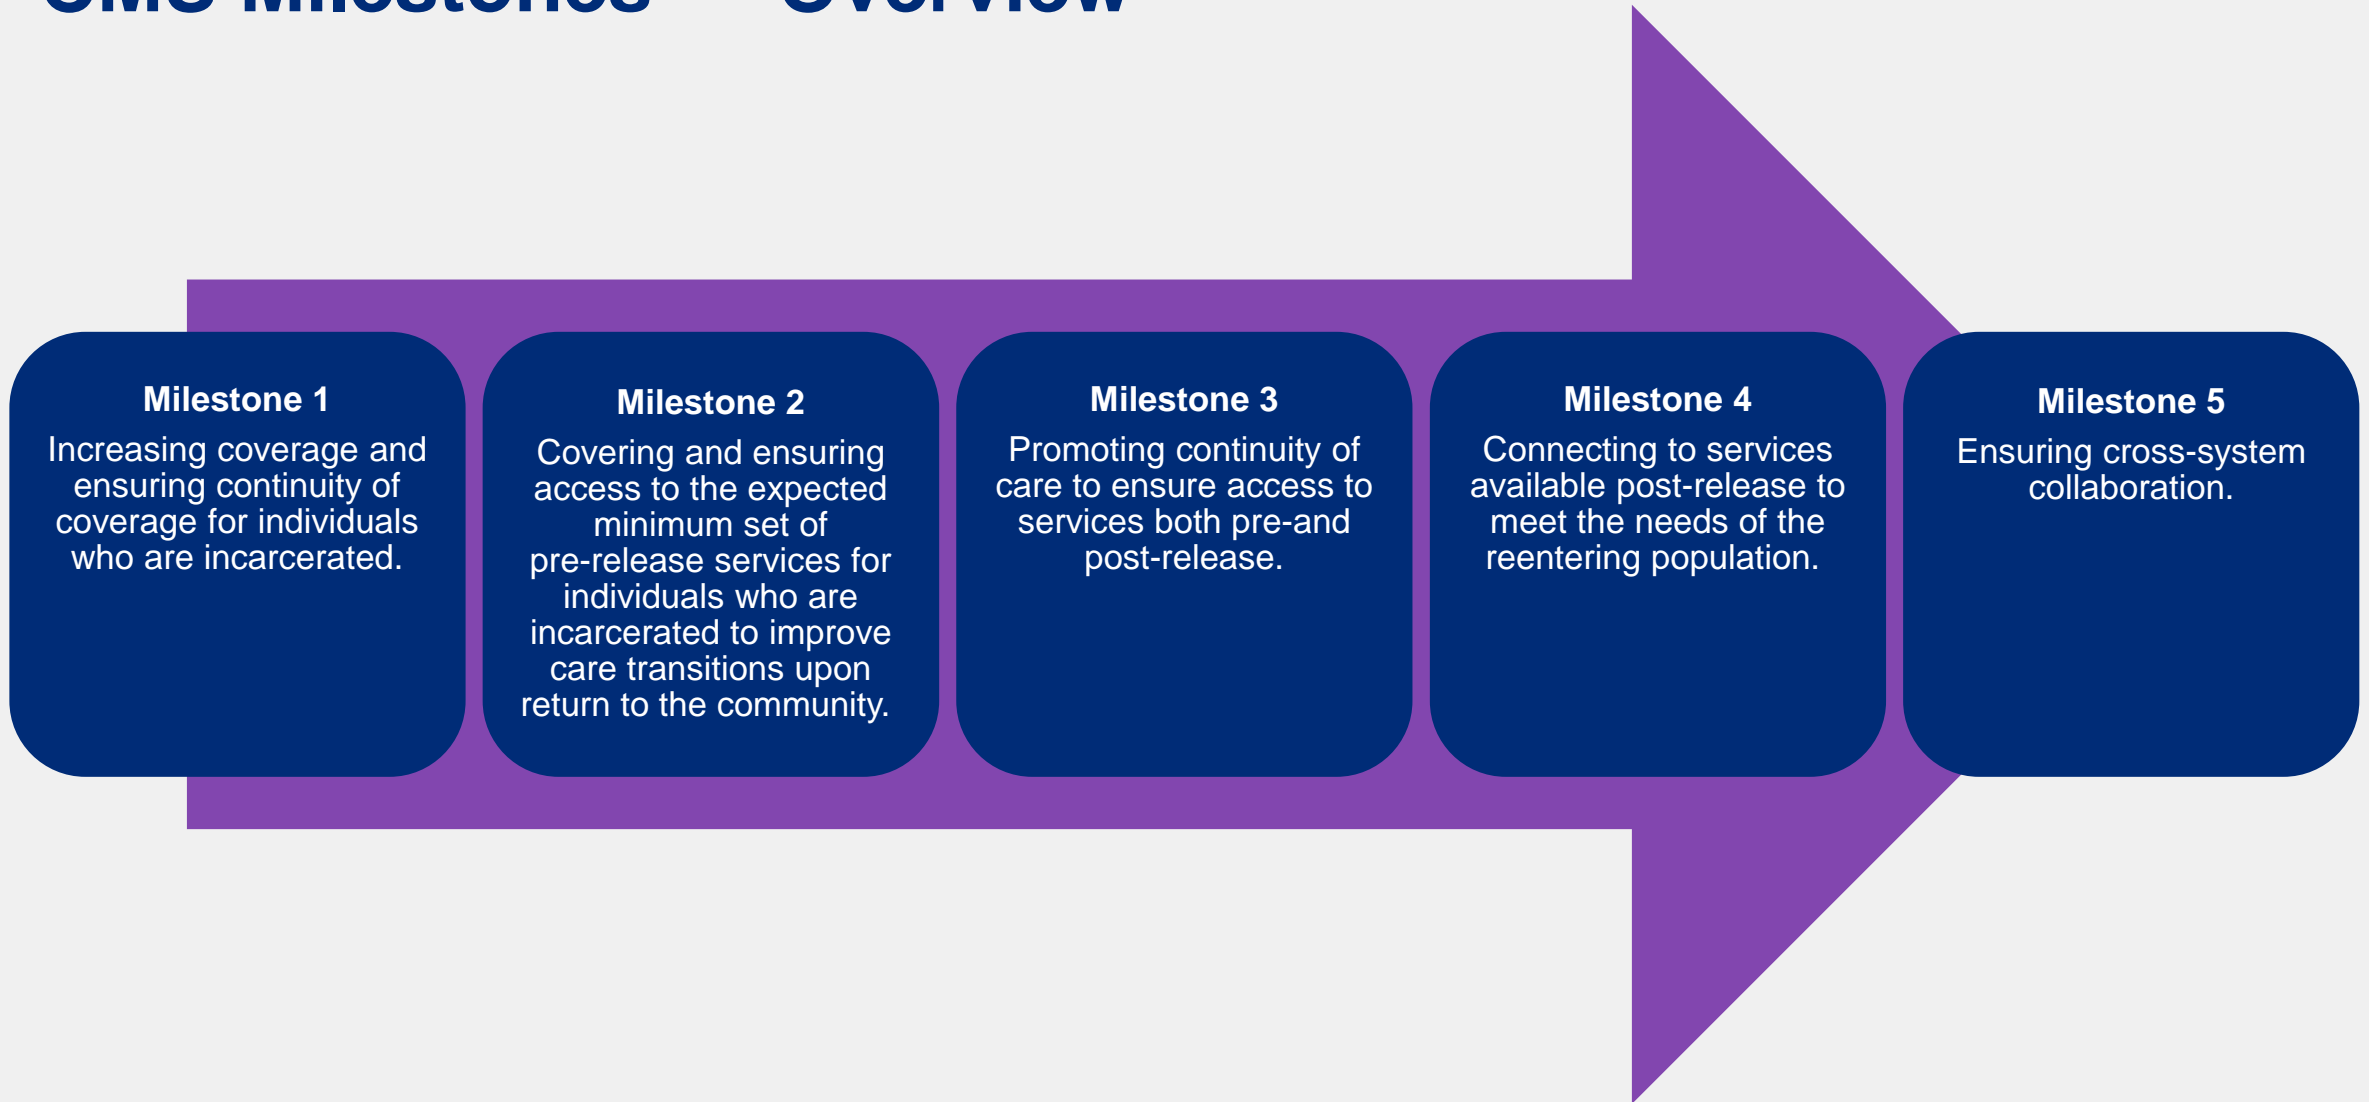 CMS Milestones Overview
Milestone 1
Increasing coverage and
ensuring continuity of
coverage for individuals
who are incarcerated.
Milestone 2
Covering and ensuring
access to the expected
minimum set of
pre-release services for
individuals who are
incarcerated to improve
care transitions upon
return to the community.
Milestone 3
Promoting continuity of
care to ensure access to
services both pre-and
post-release.
Milestone 4
Connecting to services
available post-release to
meet the needs of the
reentering population.
Milestone 5
Ensuring cross-system
collaboration.